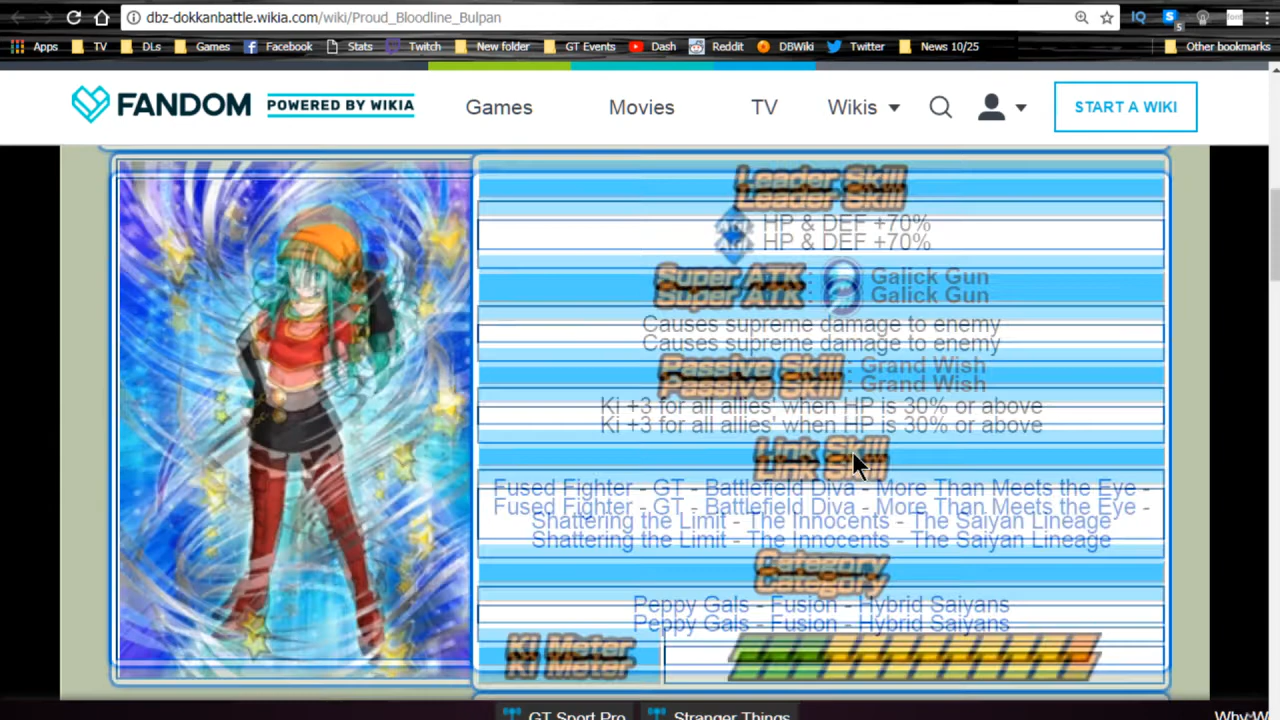 dbz-dokkanbattle.wikia.com/wiki/Proud_Bloodline_Bulpan
IQ
S
5
font
Apps TV DLs Games Facebook Stats Twitch New folder GT Events Dash Reddit DBWiki Twitter News 10/25 Other bookmarks
FANDOM POWERED BY WIKIA Games Movies TV Wikis START A WIKI
Leader Skill
Leader Skill
HP & DEF +70%
HP & DEF +70%
Super ATK : Galick Gun
Super ATK : Galick Gun
Causes supreme damage to enemy
Causes supreme damage to enemy
Passive Skill : Grand Wish
Passive Skill : Grand Wish
Ki +3 for all allies' when HP is 30% or above
Ki +3 for all allies' when HP is 30% or above
Link Skill
Link Skill
Fused Fighter - GT - Battlefield Diva - More Than Meets the Eye -
Fused Fighter - GT - Battlefield Diva - More Than Meets the Eye -
Shattering the Limit - The Innocents - The Saiyan Lineage
Shattering the Limit - The Innocents - The Saiyan Lineage
Category
Category
Peppy Gals - Fusion - Hybrid Saiyans
Peppy Gals - Fusion - Hybrid Saiyans
Ki Meter
Ki Meter
GT Sport Pro Stranger Things Why W